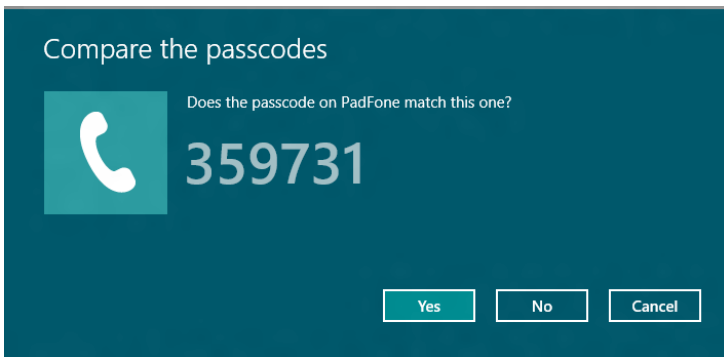 Compare the passcodes
Does the passcode on PadFone match this one?
359731
Yes No Cancel